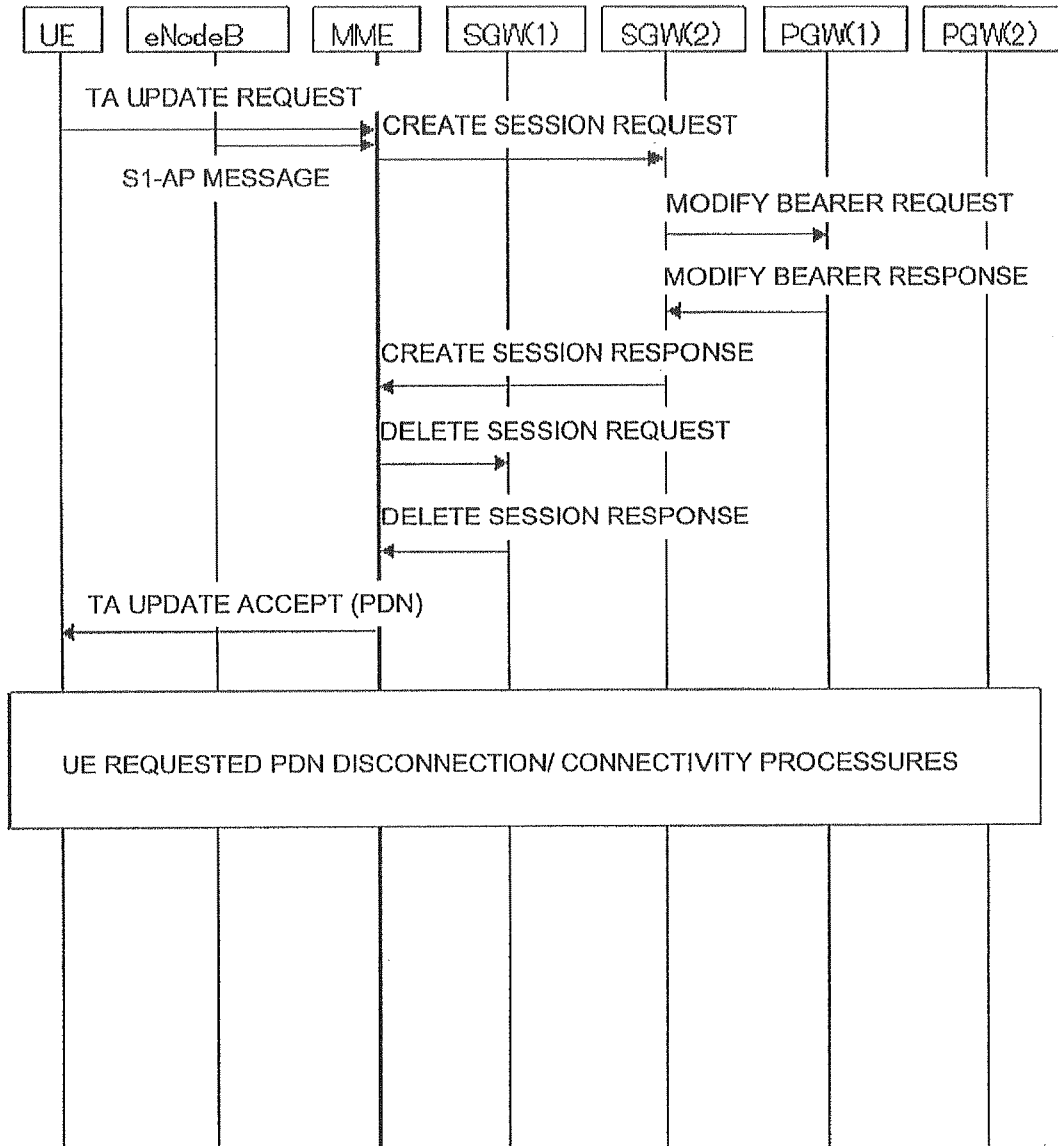 UE eNodeB MME SGW(1) SGW(2) PGW(1) PGW(2)
TA UPDATE REQUEST
CREATE SESSION REQUEST
S1-AP MESSAGE
MODIFY BEARER REQUEST
MODIFY BEARER RESPONSE
CREATE SESSION RESPONSE
DELETE SESSION REQUEST
DELETE SESSION RESPONSE
TA UPDATE ACCEPT (PDN)
UE REQUESTED PDN DISCONNECTION/ CONNECTIVITY PROCESSURES